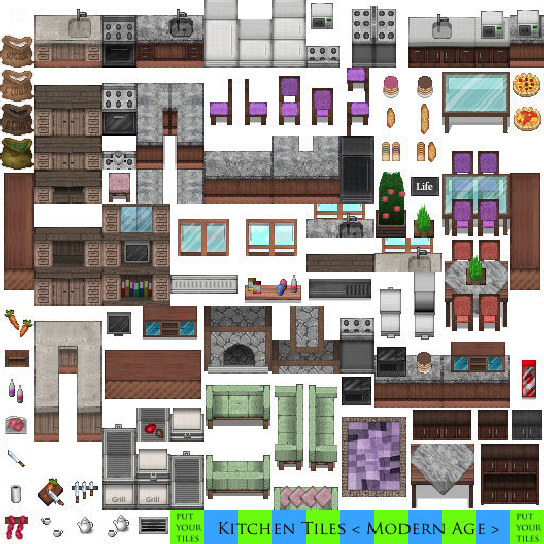 Life
Grill
Grill
PUT
YOUR
TILES
KITCHEN TILES < MODERN AGE >
PUT
YOUR
TILES